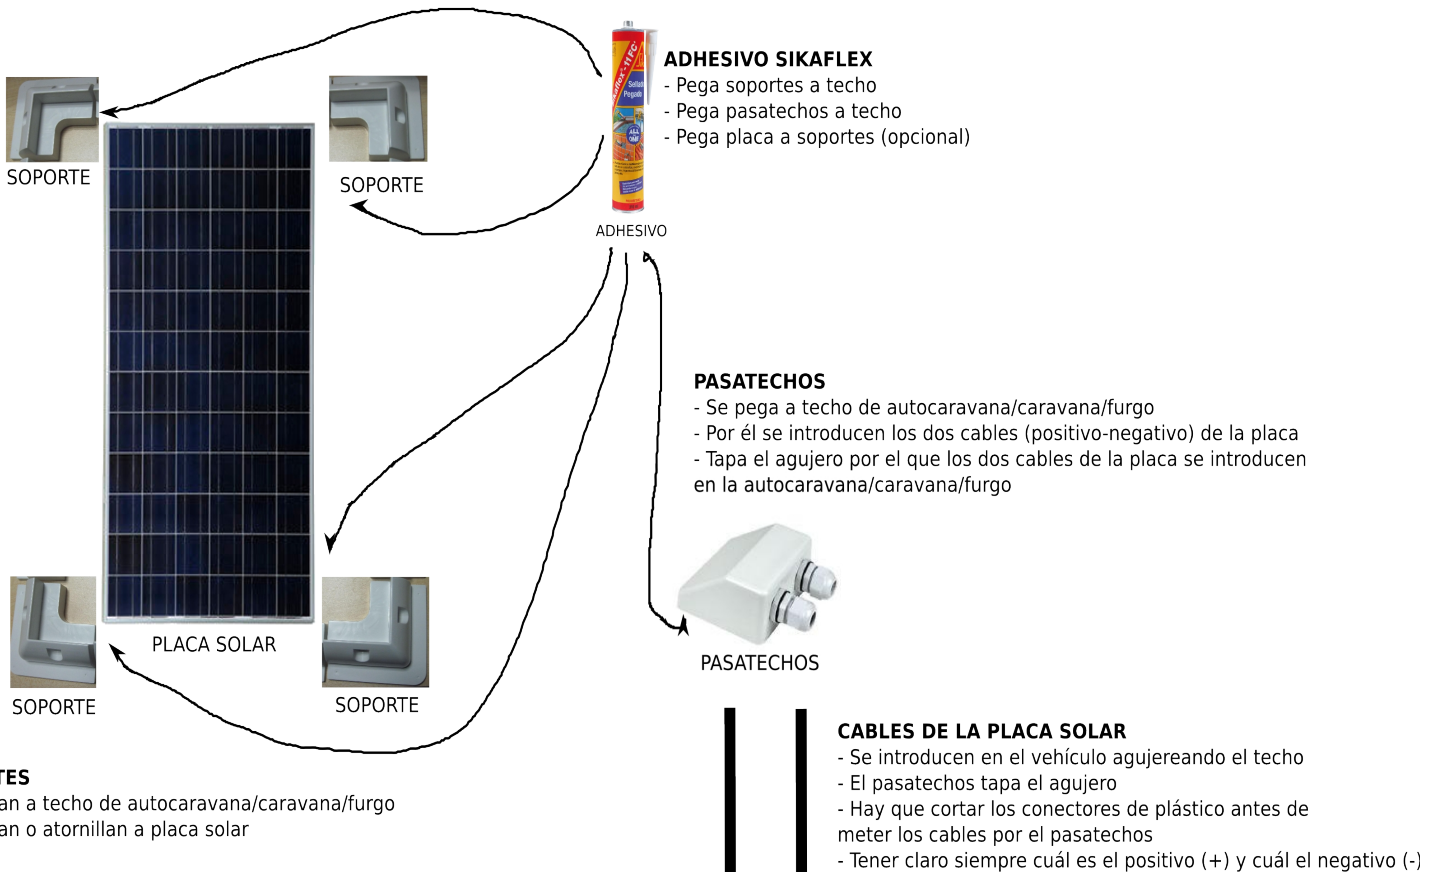 ADHESIVO SIKAFLEX
- Pega soportes a techo
- Pega pasatechos a techo
- Pega placa a soportes (opcional)
SOPORTE
SOPORTE
ADHESIVO
PASATECHOS
- Se pega a techo de autocaravana/caravana/furgo
- Por él se introducen los dos cables (positivo-negativo) de la placa
- Tapa el agujero por el que los dos cables de la placa se introducen
en la autocaravana/caravana/furgo
PLACA SOLAR
PASATECHOS
SOPORTE
SOPORTE
CABLES DE LA PLACA SOLAR
- Se introducen en el vehículo agujereando el techo
- El pasatechos tapa el agujero
- Hay que cortar los conectores de plástico antes de
meter los cables por el pasatechos
- Tener claro siempre cuál es el positivo (+) y cuál el negativo (-)
TES
an a techo de autocaravana/caravana/furgo
an o atornillan a placa solar